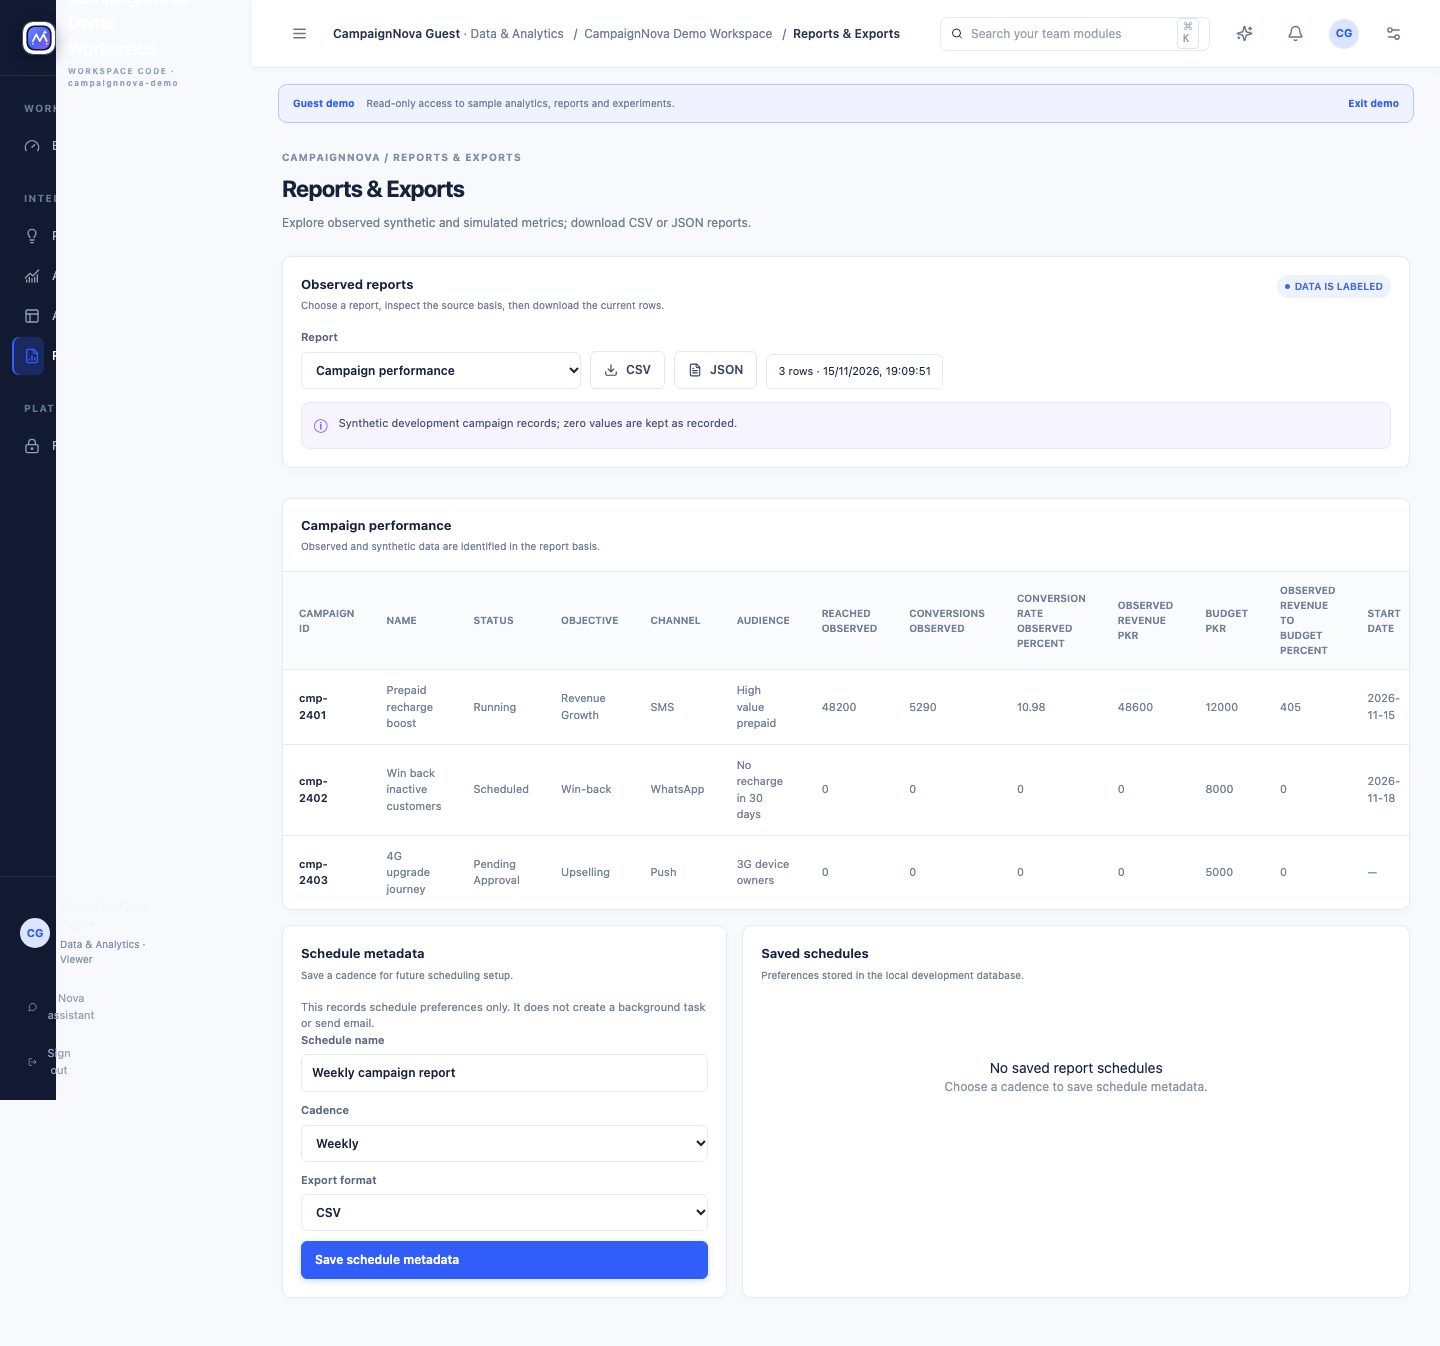 CampaignNova
Demo
Workspace
WORKSPACE CODE ·
campaignnova-demo
WORK
INTEL
PLAT
CampaignNova
Guest
CG
Data & Analytics ·
Viewer
Nova
assistant
Sign
out
CampaignNova Guest · Data & Analytics / CampaignNova Demo Workspace / Reports & Exports
Search your team modules
⌘
K
CG
Guest demo Read-only access to sample analytics, reports and experiments. Exit demo
CAMPAIGNNOVA / REPORTS & EXPORTS
Reports & Exports
Explore observed synthetic and simulated metrics; download CSV or JSON reports.
Observed reports
DATA IS LABELED
Choose a report, inspect the source basis, then download the current rows.
Report
Campaign performance CSV JSON 3 rows · 15/11/2026, 19:09:51
Synthetic development campaign records; zero values are kept as recorded.
Campaign performance
Observed and synthetic data are identified in the report basis.
CAMPAIGN
ID
NAME
STATUS
OBJECTIVE
CHANNEL
AUDIENCE
REACHED
OBSERVED
CONVERSIONS
OBSERVED
CONVERSION
RATE
OBSERVED
PERCENT
OBSERVED
REVENUE
PKR
BUDGET
PKR
OBSERVED
REVENUE
TO
BUDGET
PERCENT
START
DATE
cmp-
2401
Prepaid
recharge
boost
Running
Revenue
Growth
SMS
High
value
prepaid
48200
5290
10.98
48600
12000
405
2026-
11-15
cmp-
2402
Win back
inactive
customers
Scheduled
Win-back
WhatsApp
No
recharge
in 30
days
0
0
0
0
8000
0
2026-
11-18
cmp-
2403
4G
upgrade
journey
Pending
Approval
Upselling
Push
3G device
owners
0
0
0
0
5000
0
—
Schedule metadata
Save a cadence for future scheduling setup.
This records schedule preferences only. It does not create a background task
or send email.
Schedule name
Weekly campaign report
Cadence
Weekly
Export format
CSV
Save schedule metadata
Saved schedules
Preferences stored in the local development database.
No saved report schedules
Choose a cadence to save schedule metadata.